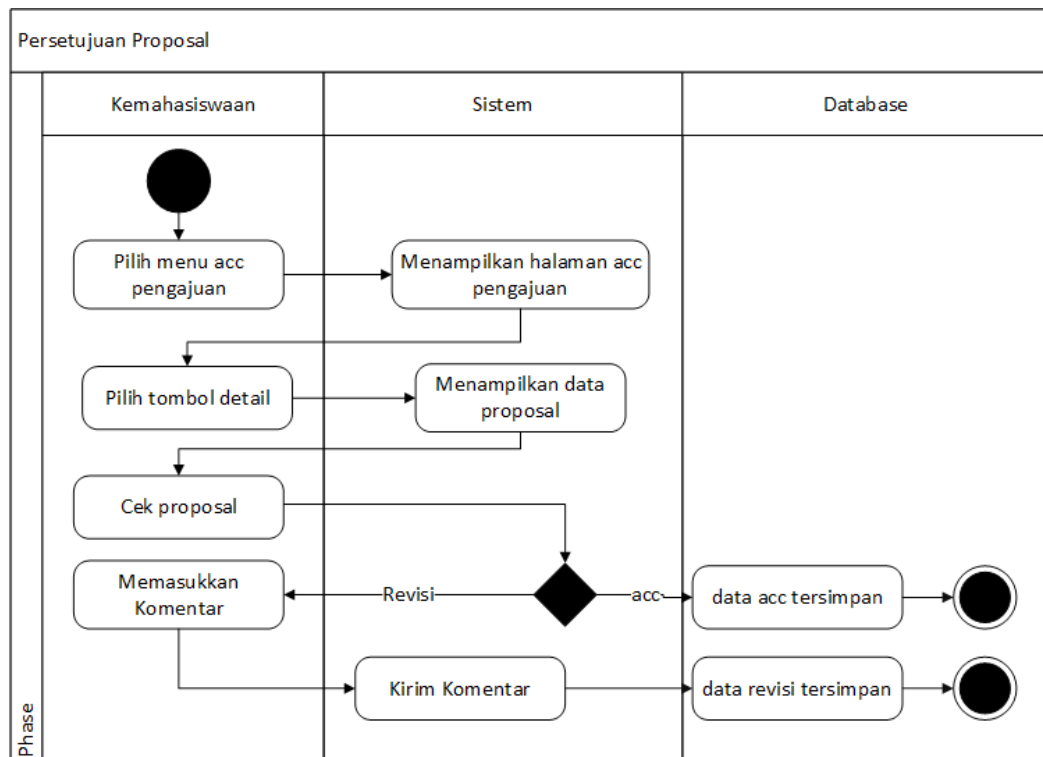 Persetujuan Proposal
Kemahasiswaan
Sistem
Database
Pilih menu acc
pengajuan
Menampilkan halaman acc
pengajuan
Pilih tombol detail
Menampilkan data
proposal
Cek proposal
Memasukkan
Komentar
Revisi
acc
data acc tersimpan
Kirim Komentar
data revisi tersimpan
Phase